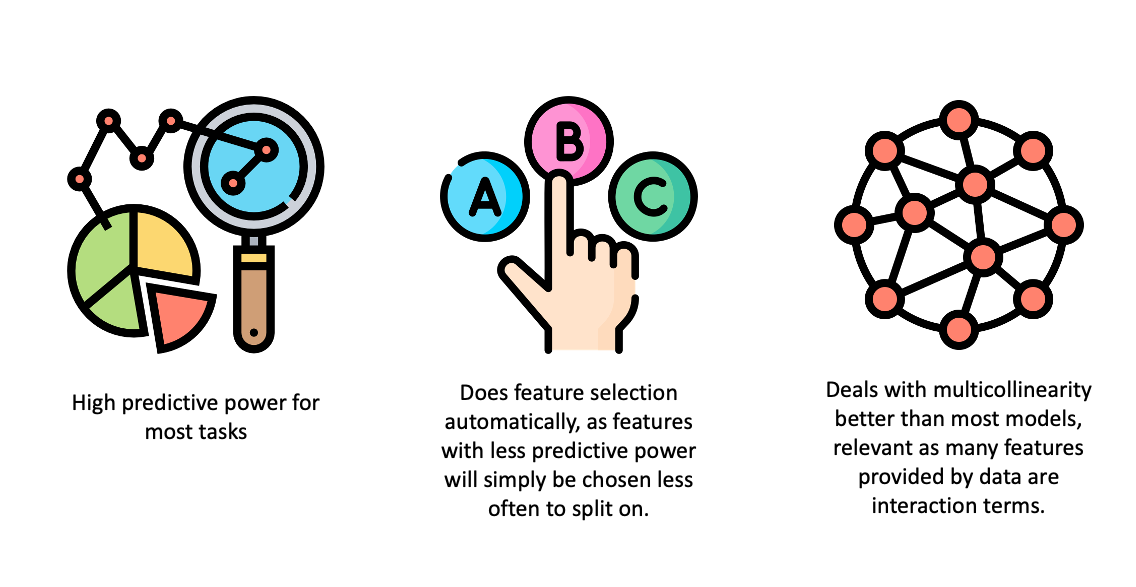 A
B
C
High predictive power for
most tasks
Does feature selection
automatically, as features
with less predictive power
will simply be chosen less
often to split on.
Deals with multicollinearity
better than most models,
relevant as many features
provided by data are
interaction terms.